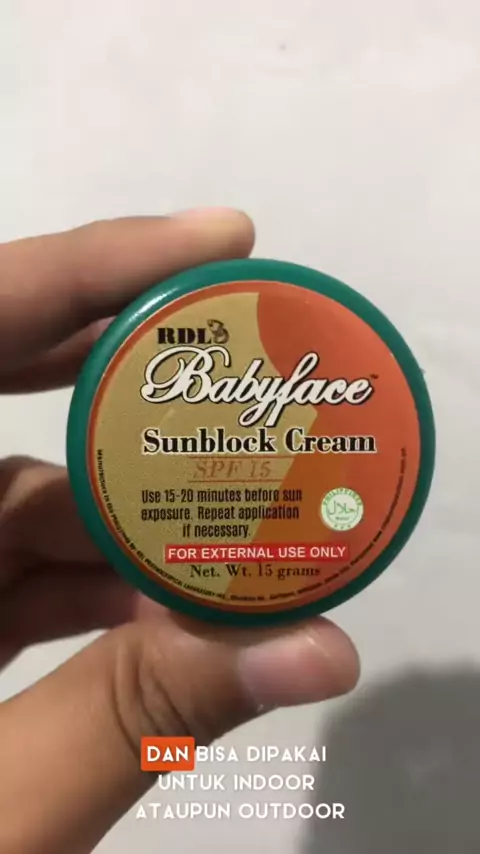 RDL
Babyface
Sunblock Cream
SPF 15
Use 15-20 minutes before sun
exposure. Repeat application
if necessary.
FOR EXTERNAL USE ONLY
Net. Wt. 15 grams
DAN BISA DIPAKAI
UNTUK INDOOR
ATAUPUN OUTDOOR